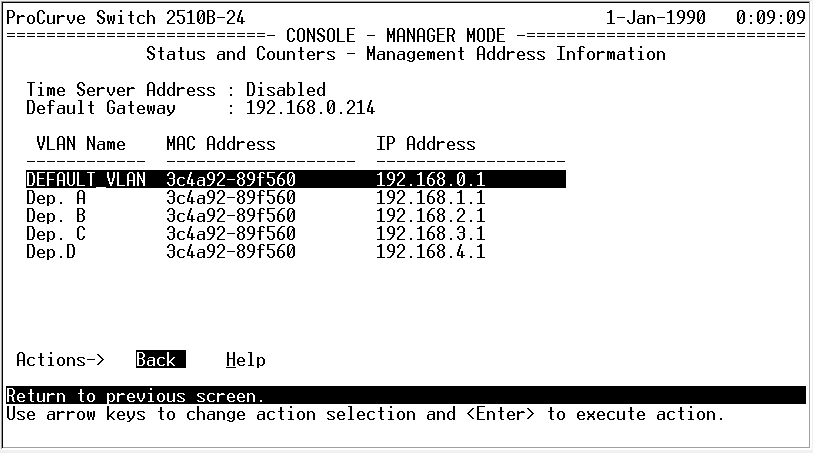 ProCurve Switch 2510B-24                                   1-Jan-1990   0:09:09
==========================- CONSOLE - MANAGER MODE -============================
Status and Counters - Management Address Information
Time Server Address : Disabled
Default Gateway     : 192.168.0.214
VLAN Name    MAC Address         IP Address
------------ ------------------- -------------------
DEFAULT_VLAN 3c4a92-89f560       192.168.0.1
Dep. A       3c4a92-89f560       192.168.1.1
Dep. B       3c4a92-89f560       192.168.2.1
Dep. C       3c4a92-89f560       192.168.3.1
Dep.D        3c4a92-89f560       192.168.4.1
Actions->   Back     Help
Return to previous screen.
Use arrow keys to change action selection and <Enter> to execute action.